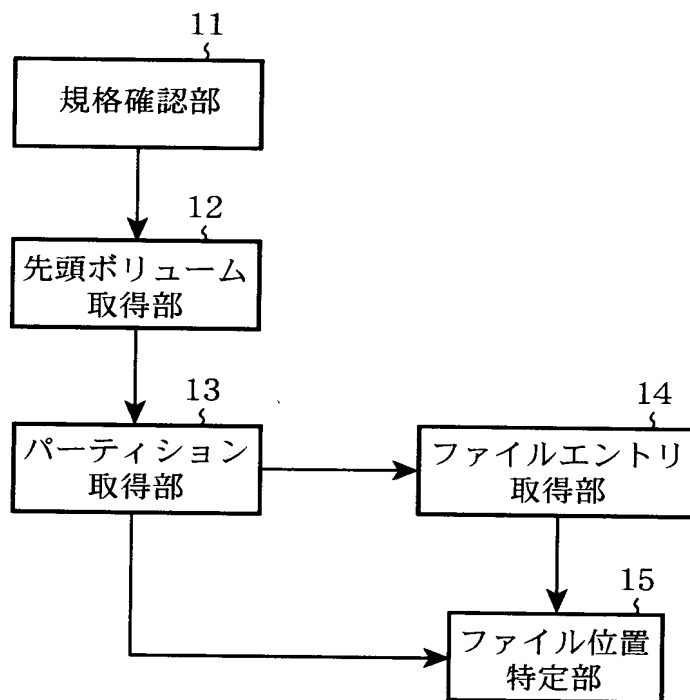 11
規格確認部
12
先頭ボリューム
取得部
13
パーティション
取得部
14
ファイルエントリ
取得部
15
ファイル位置
特定部